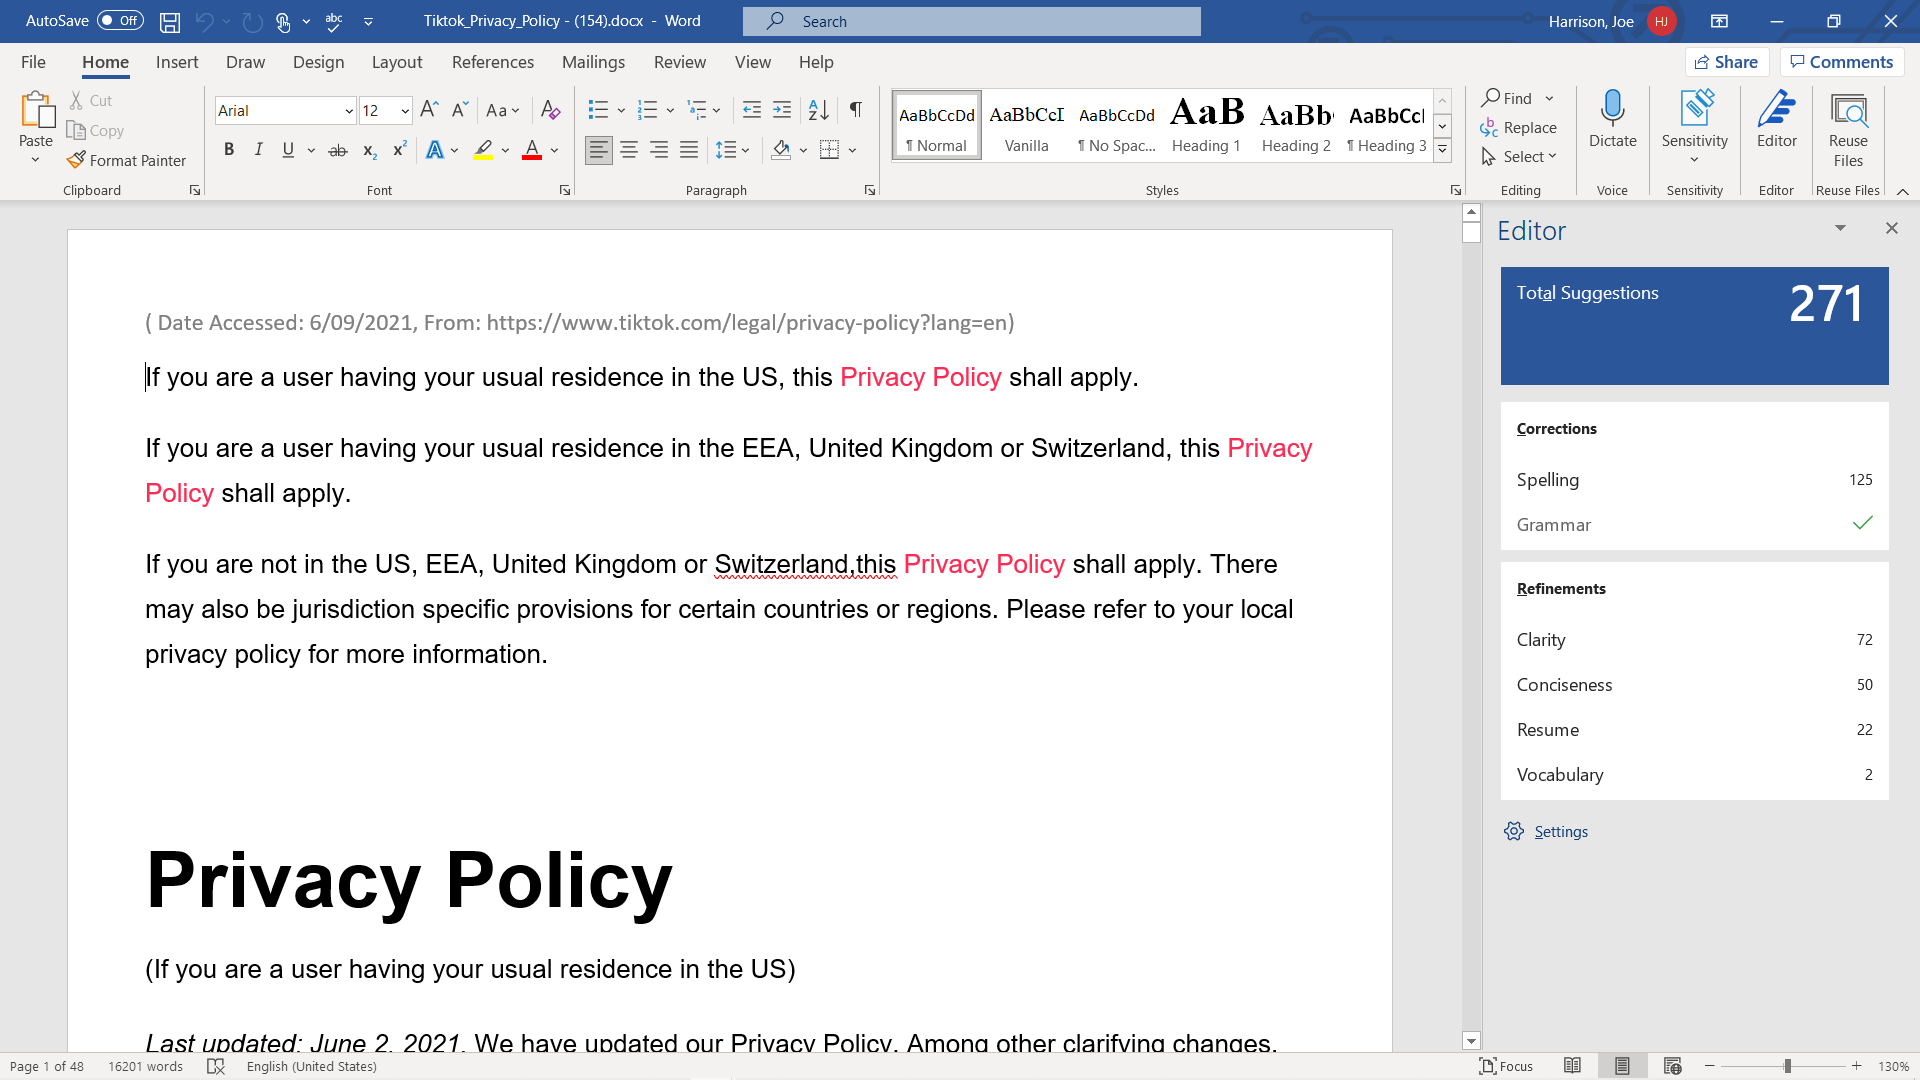 AutoSave Off abc Tiktok_Privacy_Policy - (154).docx - Word Search Harrison, Joe HJ
File Home Insert Draw Design Layout References Mailings Review View Help Share Comments
Paste Cut Copy Format Painter Clipboard
Arial 12 Aa B I U ab x₂ x² A A Font
Paragraph
AaBbCcDd AaBbCcI AaBbCcDd AaB AaBb AaBbCcI
¶ Normal Vanilla ¶ No Spac... Heading 1 Heading 2 ¶ Heading 3
Styles
Find Replace Select Editing
Dictate Voice
Sensitivity Sensitivity
Editor Editor
Reuse Files Reuse Files
( Date Accessed: 6/09/2021, From: https://www.tiktok.com/legal/privacy-policy?lang=en)
If you are a user having your usual residence in the US, this Privacy Policy shall apply.
If you are a user having your usual residence in the EEA, United Kingdom or Switzerland, this Privacy
Policy shall apply.
If you are not in the US, EEA, United Kingdom or Switzerland,this Privacy Policy shall apply. There
may also be jurisdiction specific provisions for certain countries or regions. Please refer to your local
privacy policy for more information.
Privacy Policy
(If you are a user having your usual residence in the US)
Last updated: June 2, 2021. We have updated our Privacy Policy. Among other clarifying changes,
Editor
Total Suggestions 271
Corrections
Spelling 125
Grammar
Refinements
Clarity 72
Conciseness 50
Resume 22
Vocabulary 2
Settings
Page 1 of 48 16201 words English (United States) Focus 130%